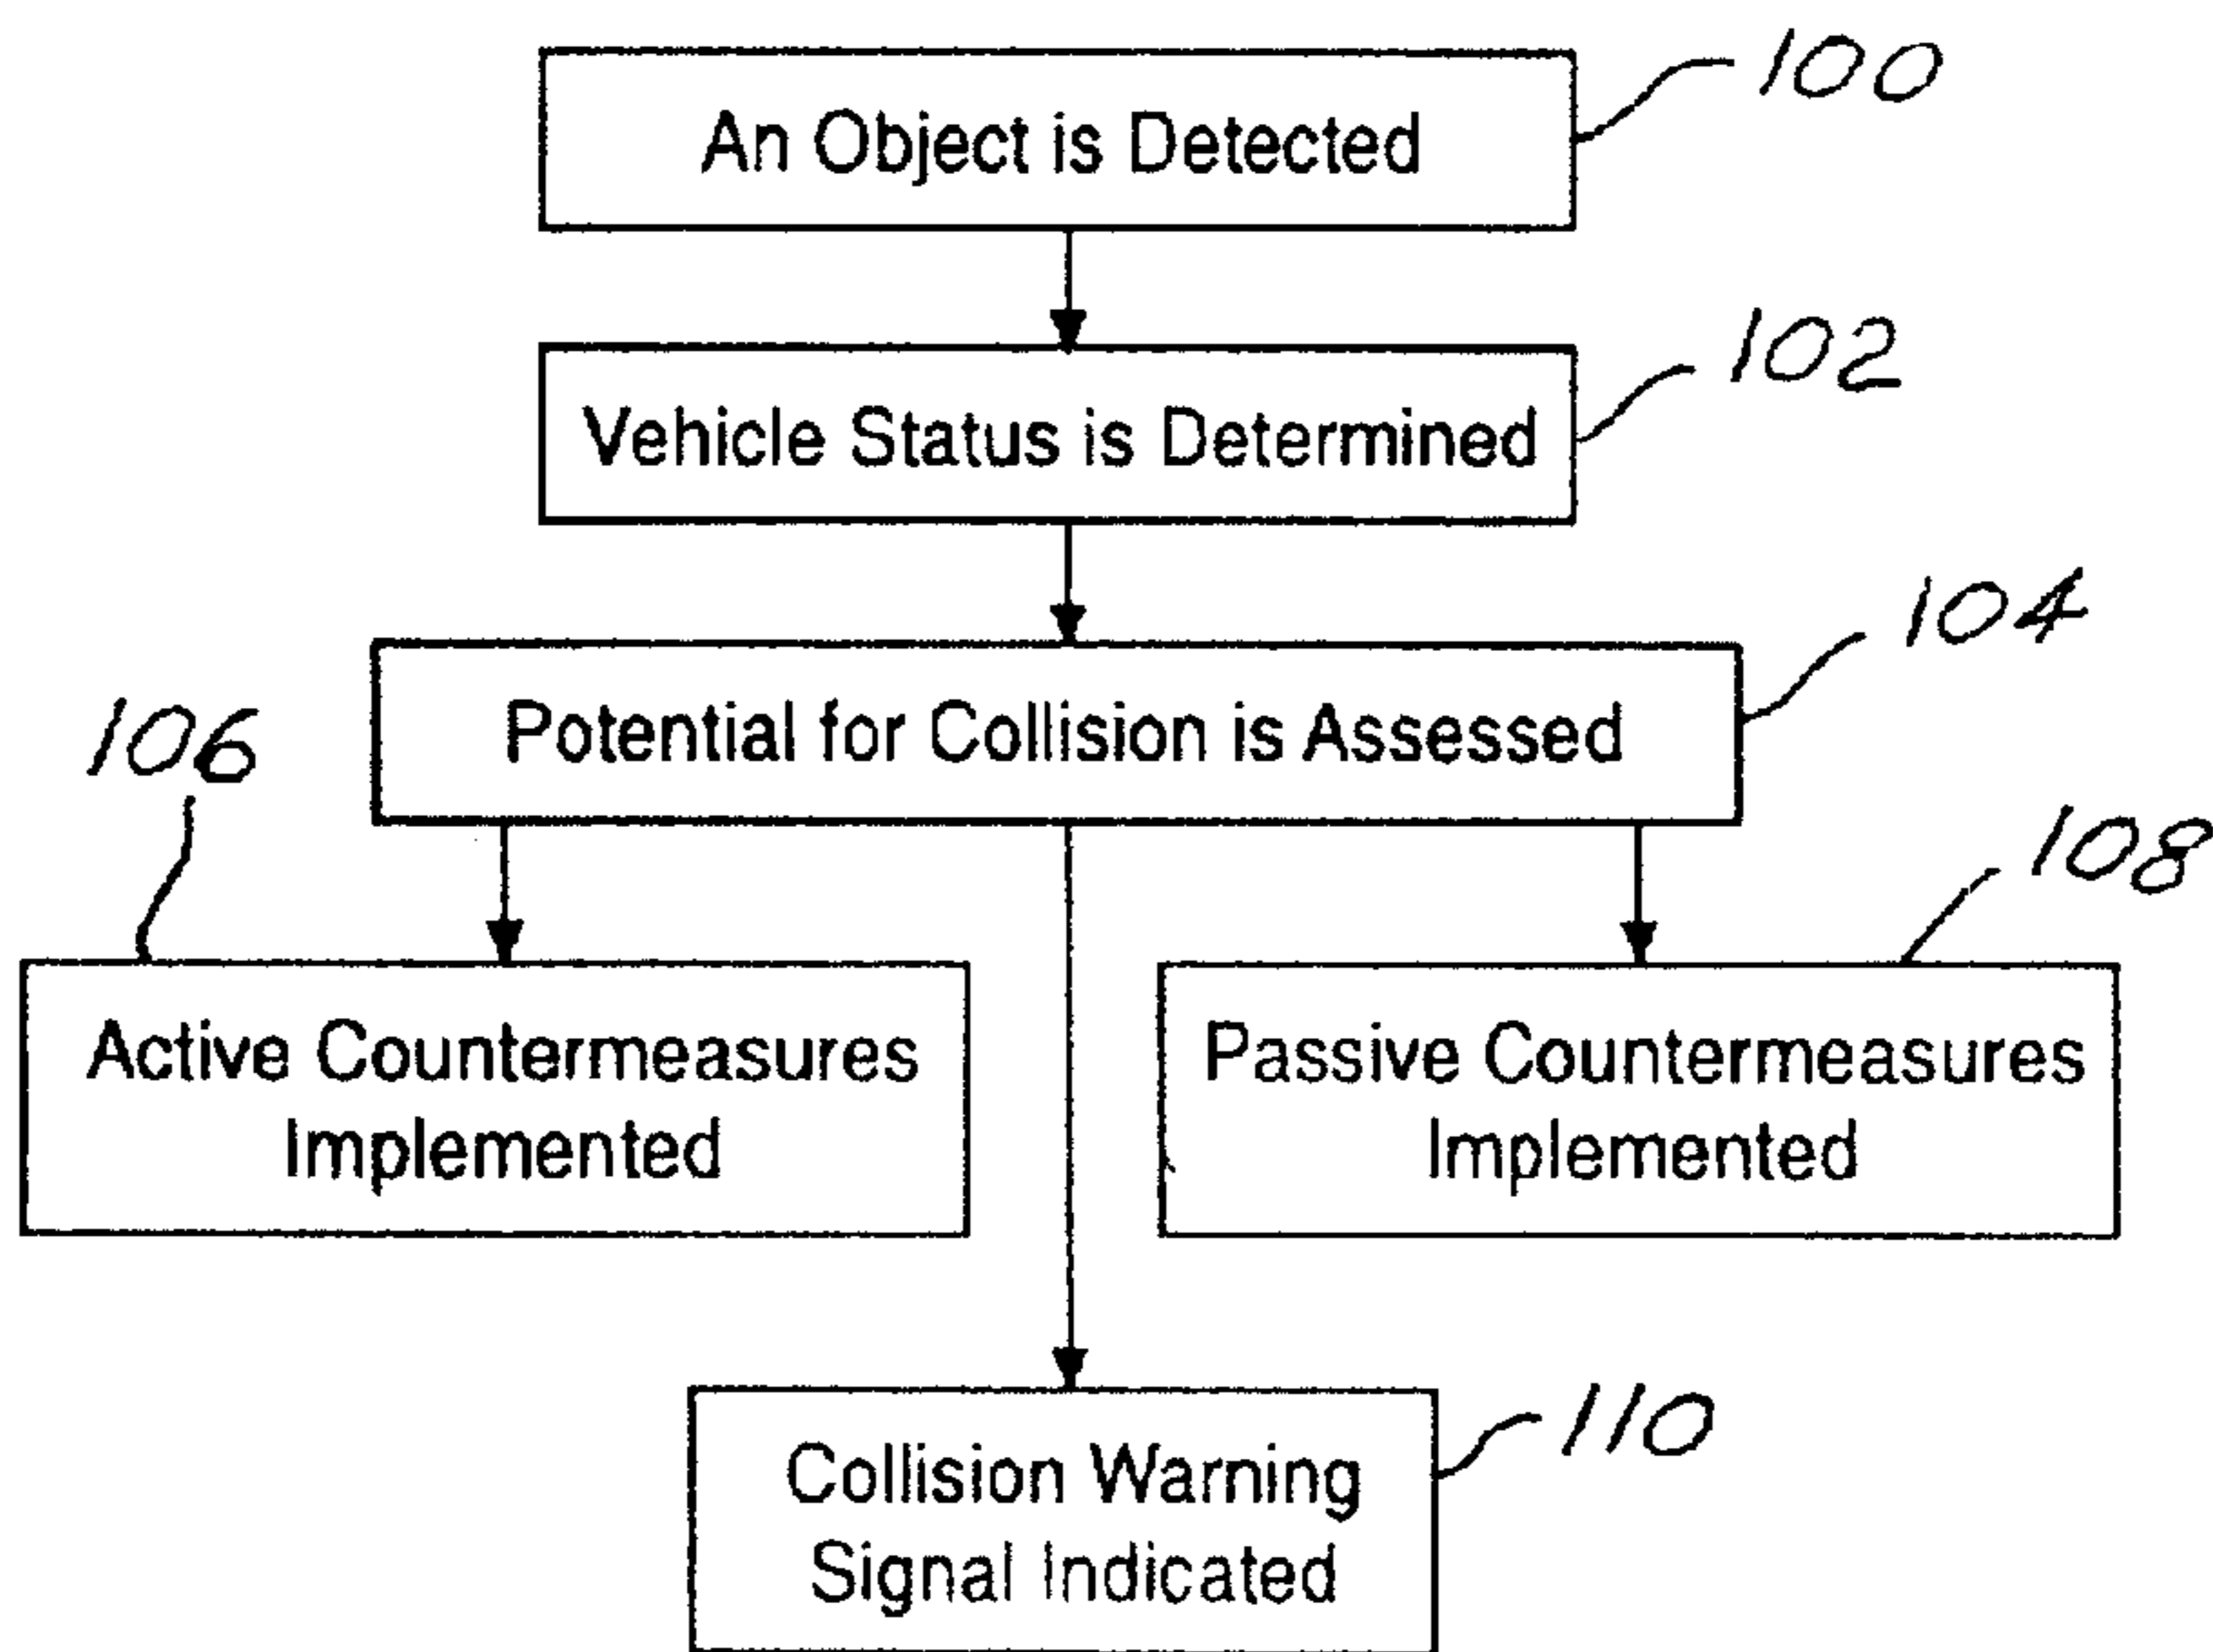 An Object is Detected
100
Vehicle Status is Determined
102
Potential for Collision is Assessed
104
106
108
Active Countermeasures
Implemented
Passive Countermeasures
Implemented
Collision Warning
Signal Indicated
110